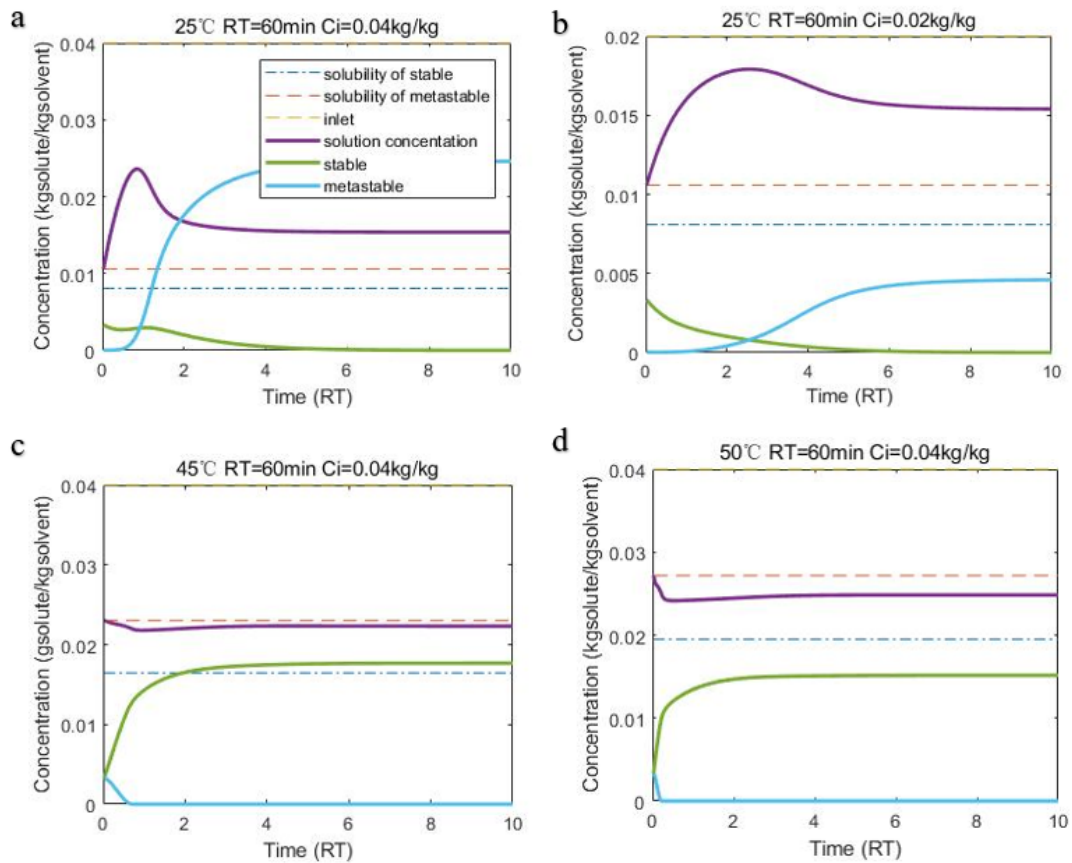 a
25℃ RT=60min Ci=0.04kg/kg
Concentration (kgsolute/kgsolvent)
0.04
0.03
0.02
0.01
0
0 2 4 6 8 10
Time (RT)
solubility of stable
solubility of metastable
inlet
solution concentration
stable
metastable
b
25℃ RT=60min Ci=0.02kg/kg
Concentration (kgsolute/kgsolvent)
0.02
0.015
0.01
0.005
0
0 2 4 6 8 10
Time (RT)
c
45℃ RT=60min Ci=0.04kg/kg
Concentration (gsolute/kgsolvent)
0.04
0.03
0.02
0.01
0
0 2 4 6 8 10
Time (RT)
d
50℃ RT=60min Ci=0.04kg/kg
Concentration (kgsolute/kgsolvent)
0.04
0.03
0.02
0.01
0
0 2 4 6 8 10
Time (RT)